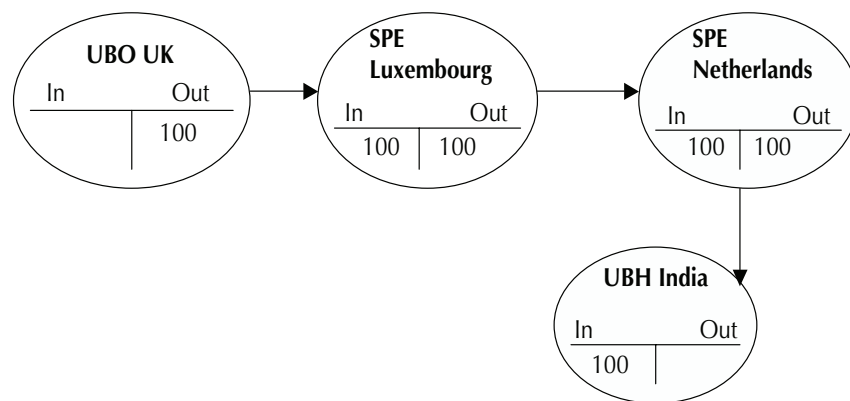 UBO UK
In Out
100
SPE
Luxembourg
In Out
100 100
SPE
Netherlands
In Out
100 100
UBH India
In Out
100